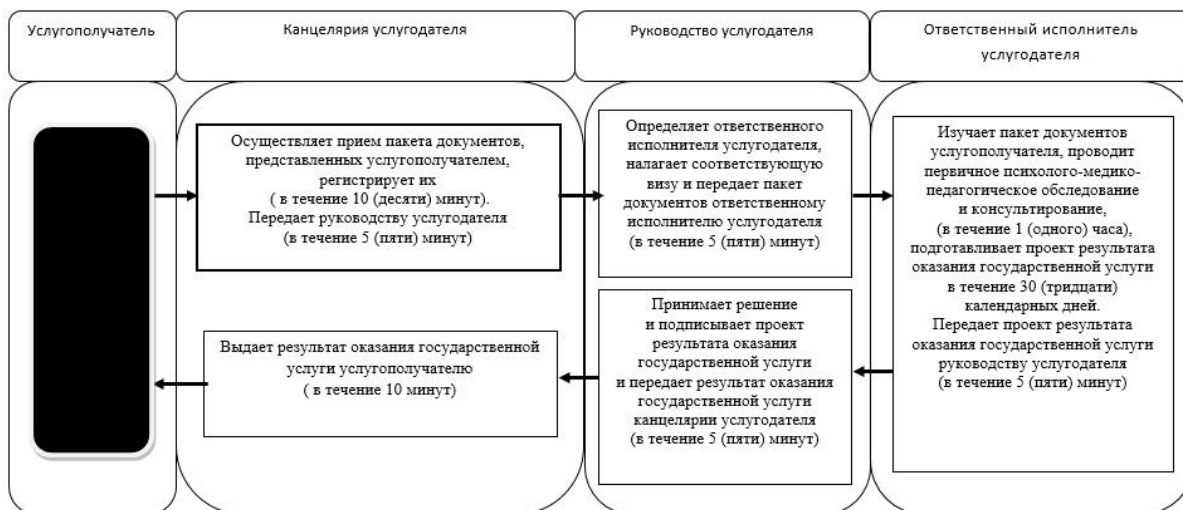 Услугополучатель
Канцелярия услугодателя
Руководство услугодателя
Ответственный исполнитель
услугодателя
Осуществляет прием пакета документов,
представленных услугополучателем,
регистрирует их
( в течение 10 (десяти) минут).
Передает руководству услугодателя
(в течение 5 (пяти) минут)
Определяет ответственного
исполнителя услугодателя,
налагает соответствующую
визу и передает пакет
документов ответственному
исполнителю услугодателя
(в течение 5 (пяти) минут)
Изучает пакет документов
услугополучателя, проводит
первичное психолого-медико-
педагогическое обследование
и консультирование,
(в течение 1 (одного) часа),
подготавливает проект результата
оказания государственной услуги
в течение 30 (тридцати)
календарных дней.
Передает проект результата
оказания государственной услуги
руководству услугодателя
(в течение 5 (пяти) минут)
Принимает решение
и подписывает проект
результата оказания
государственной услуги
и передает результат оказания
государственной услуги
канцелярии услугодателя
(в течение 5 (пяти) минут)
Выдает результат оказания государственной
услуги услугополучателю
( в течение 10 минут)